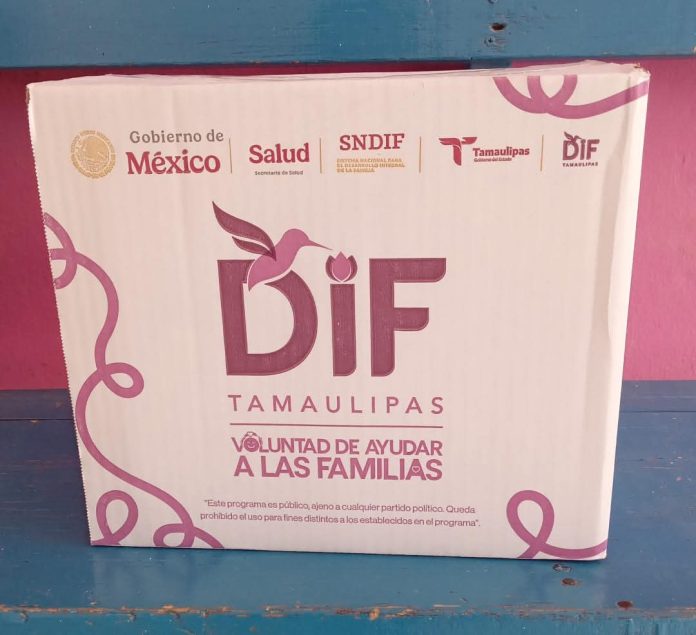 Gobierno de
México
Salud
Secretaría de Salud
SNDIF
SISTEMA NACIONAL PARA
EL DESARROLLO INTEGRAL
DE LA FAMILIA
Tamaulipas
Gobierno del Estado
DIF
TAMAULIPAS
DiF
TAMAULIPAS
VOLUNTAD DE AYUDAR
A LAS FAMILIAS
"Este programa es público, ajeno a cualquier partido político. Queda
prohibido el uso para fines distintos a los establecidos en el programa".